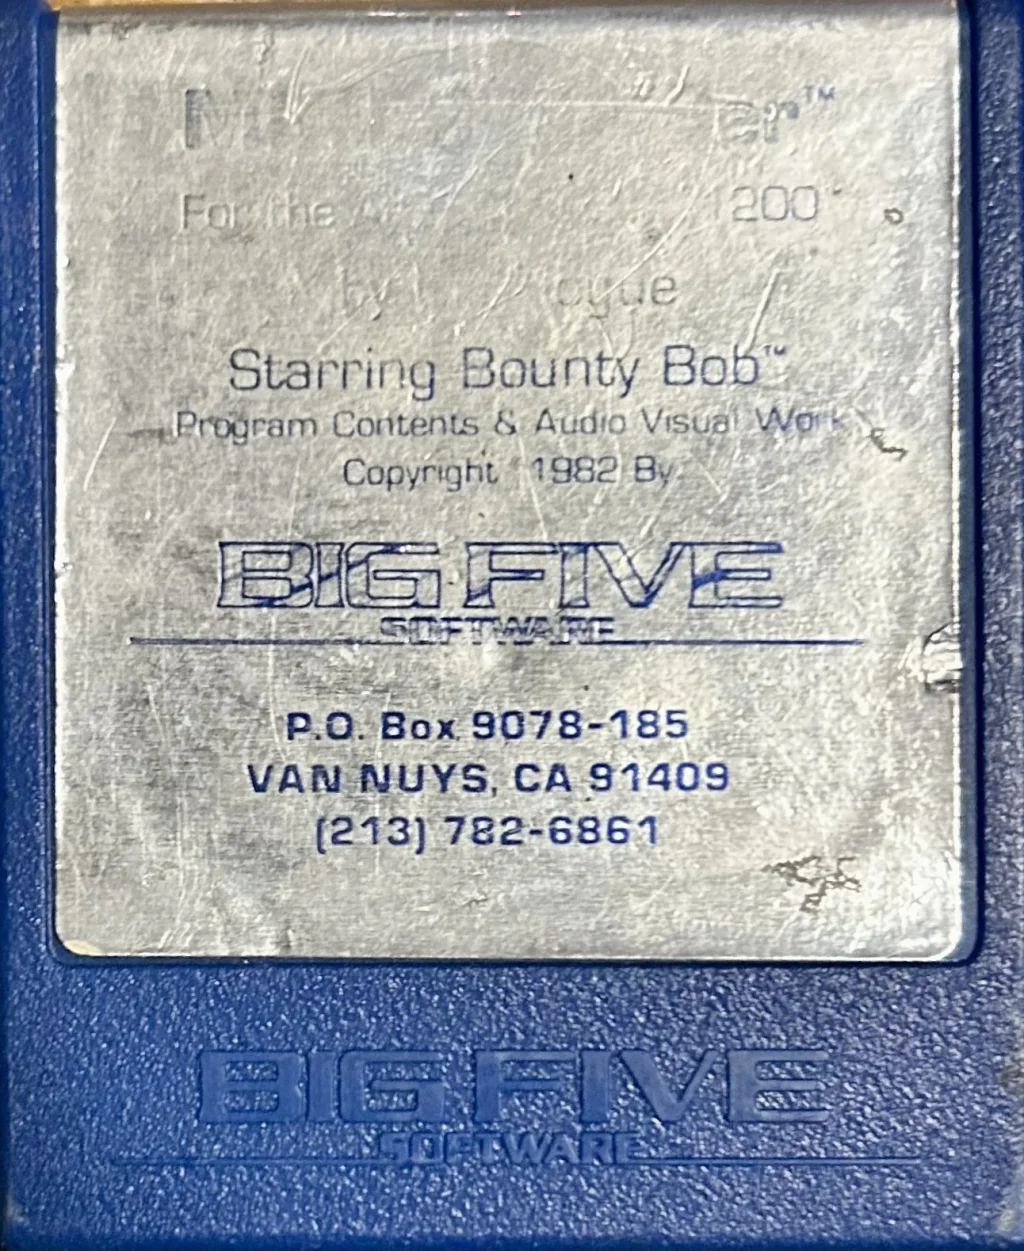 For the 1200
by
Starring Bounty Bob™
Program Contents & Audio Visual Work
Copyright 1982 By
BIG FIVE
SOFTWARE
P.O. Box 9078-185
VAN NUYS, CA 91409
(213) 782-6861
BIG FIVE
SOFTWARE